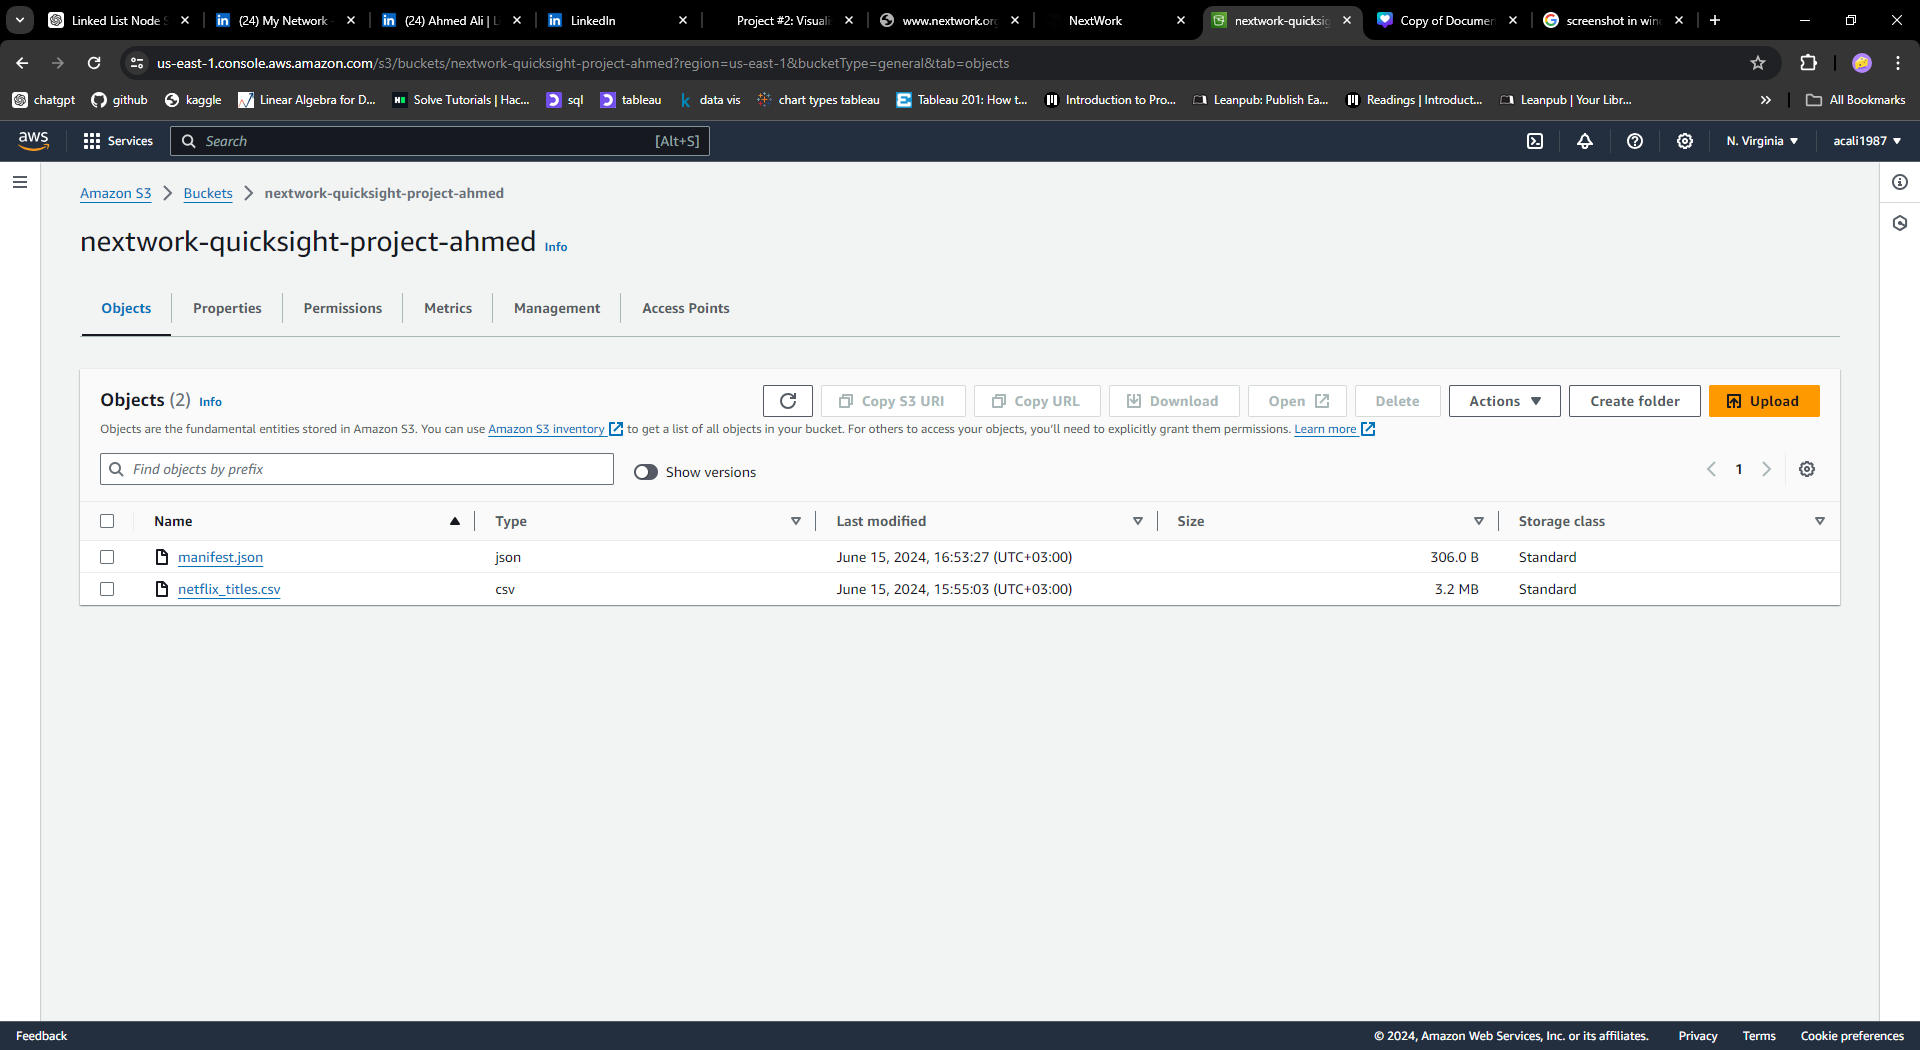 Linked List Node S
(24) My Network
(24) Ahmed Ali | L
LinkedIn
Project #2: Visuali
www.nextwork.org
NextWork
nextwork-quicksig
Copy of Documen
screenshot in win
us-east-1.console.aws.amazon.com/s3/buckets/nextwork-quicksight-project-ahmed?region=us-east-1&bucketType=general&tab=objects
chatgpt
github
kaggle
Linear Algebra for D...
Solve Tutorials | Hac...
sql
tableau
data vis
chart types tableau
Tableau 201: How t...
Introduction to Pro...
Leanpub: Publish Ea...
Readings | Introduct...
Leanpub | Your Libr...
All Bookmarks
aws
Services
Search
[Alt+S]
N. Virginia
acali1987
Amazon S3
Buckets
nextwork-quicksight-project-ahmed
nextwork-quicksight-project-ahmed Info
Objects
Properties
Permissions
Metrics
Management
Access Points
Objects (2) Info
Copy S3 URI
Copy URL
Download
Open
Delete
Actions
Create folder
Upload
Objects are the fundamental entities stored in Amazon S3. You can use Amazon S3 inventory to get a list of all objects in your bucket. For others to access your objects, you'll need to explicitly grant them permissions. Learn more
Find objects by prefix
Show versions
1
Name
Type
Last modified
Size
Storage class
manifest.json
json
June 15, 2024, 16:53:27 (UTC+03:00)
306.0 B
Standard
netflix_titles.csv
csv
June 15, 2024, 15:55:03 (UTC+03:00)
3.2 MB
Standard
Feedback
© 2024, Amazon Web Services, Inc. or its affiliates.
Privacy
Terms
Cookie preferences